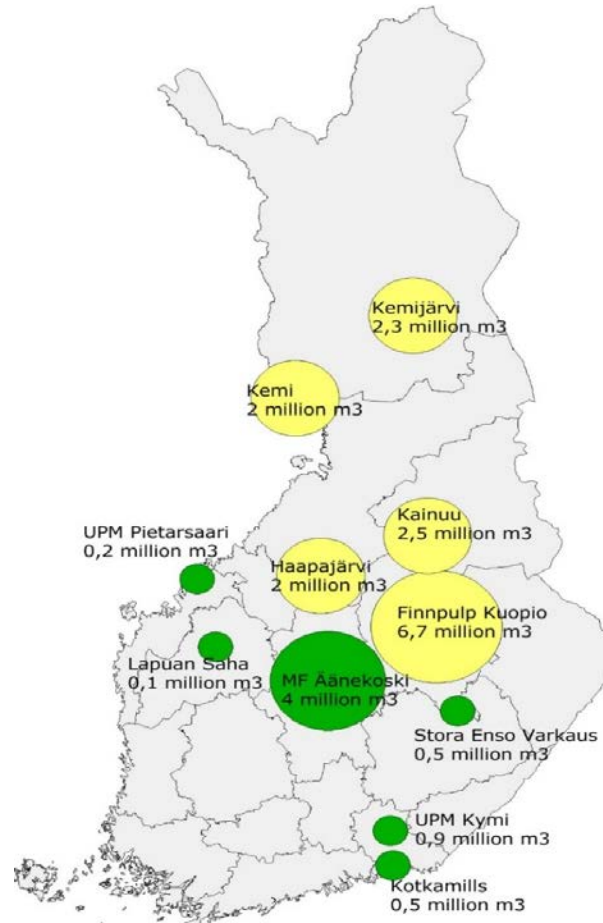 Kemijärvi
2,3 million m3
Kemi
2 million m3
Kainuu
2,5 million m3
UPM Pietarsaari
0,2 million m3
Haapajärvi
2 million m3
Finnpulp Kuopio
6,7 million m3
Lapuan Saha
0,1 million m3
MF Äänekoski
4 million m3
Stora Enso Varkaus
0,5 million m3
UPM Kymi
0,9 million m3
Kotkamills
0,5 million m3